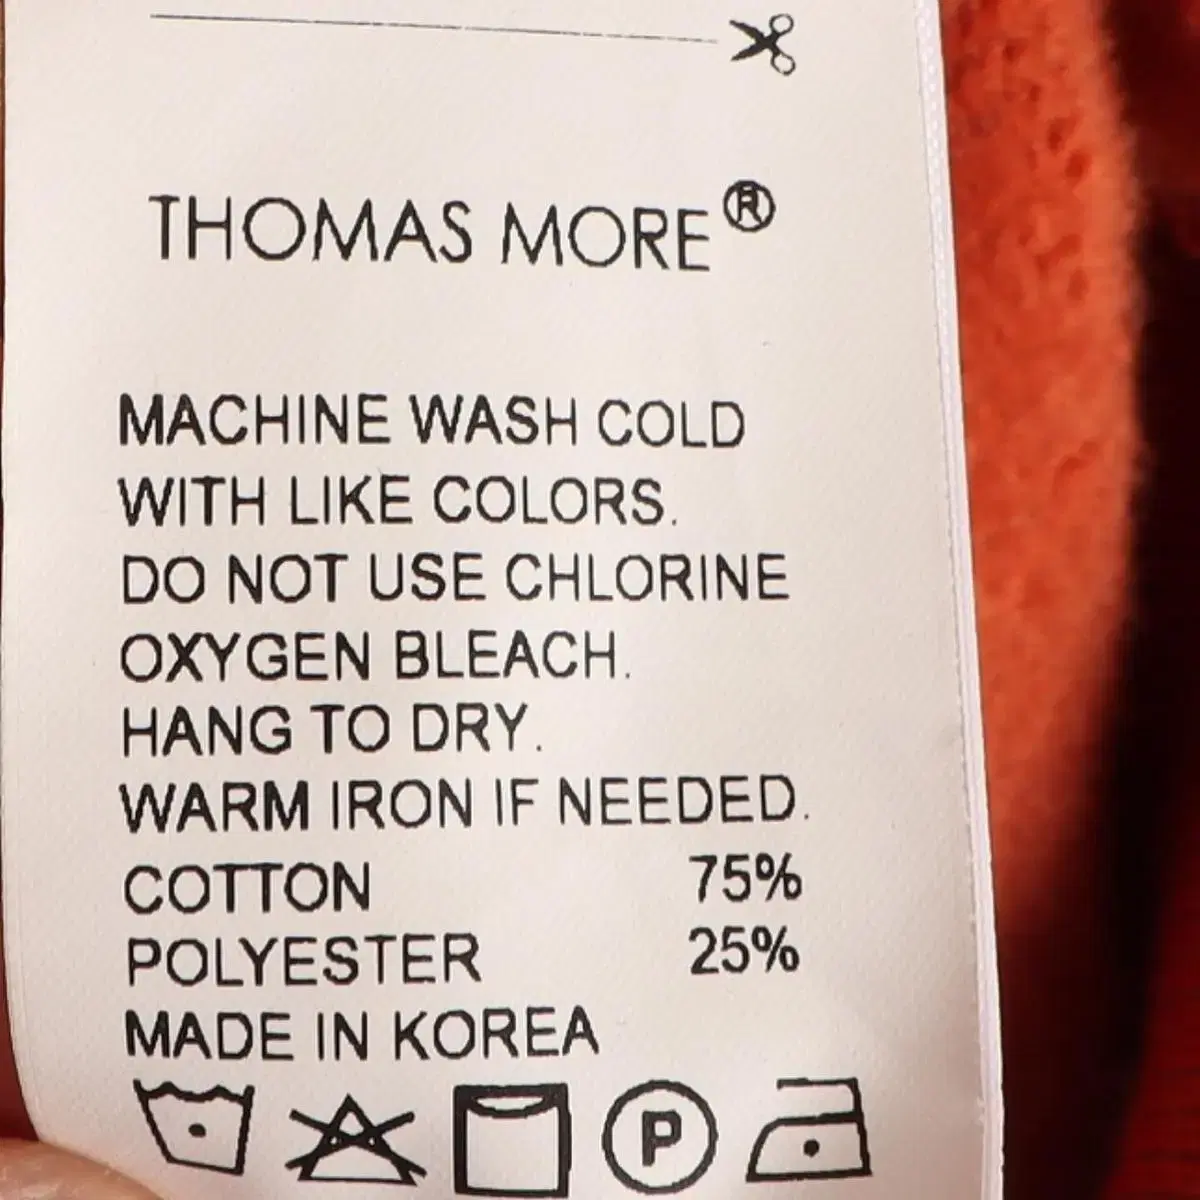 THOMAS MORE®
MACHINE WASH COLD
WITH LIKE COLORS.
DO NOT USE CHLORINE
OXYGEN BLEACH.
HANG TO DRY.
WARM IRON IF NEEDED.
COTTON 75%
POLYESTER 25%
MADE IN KOREA
P